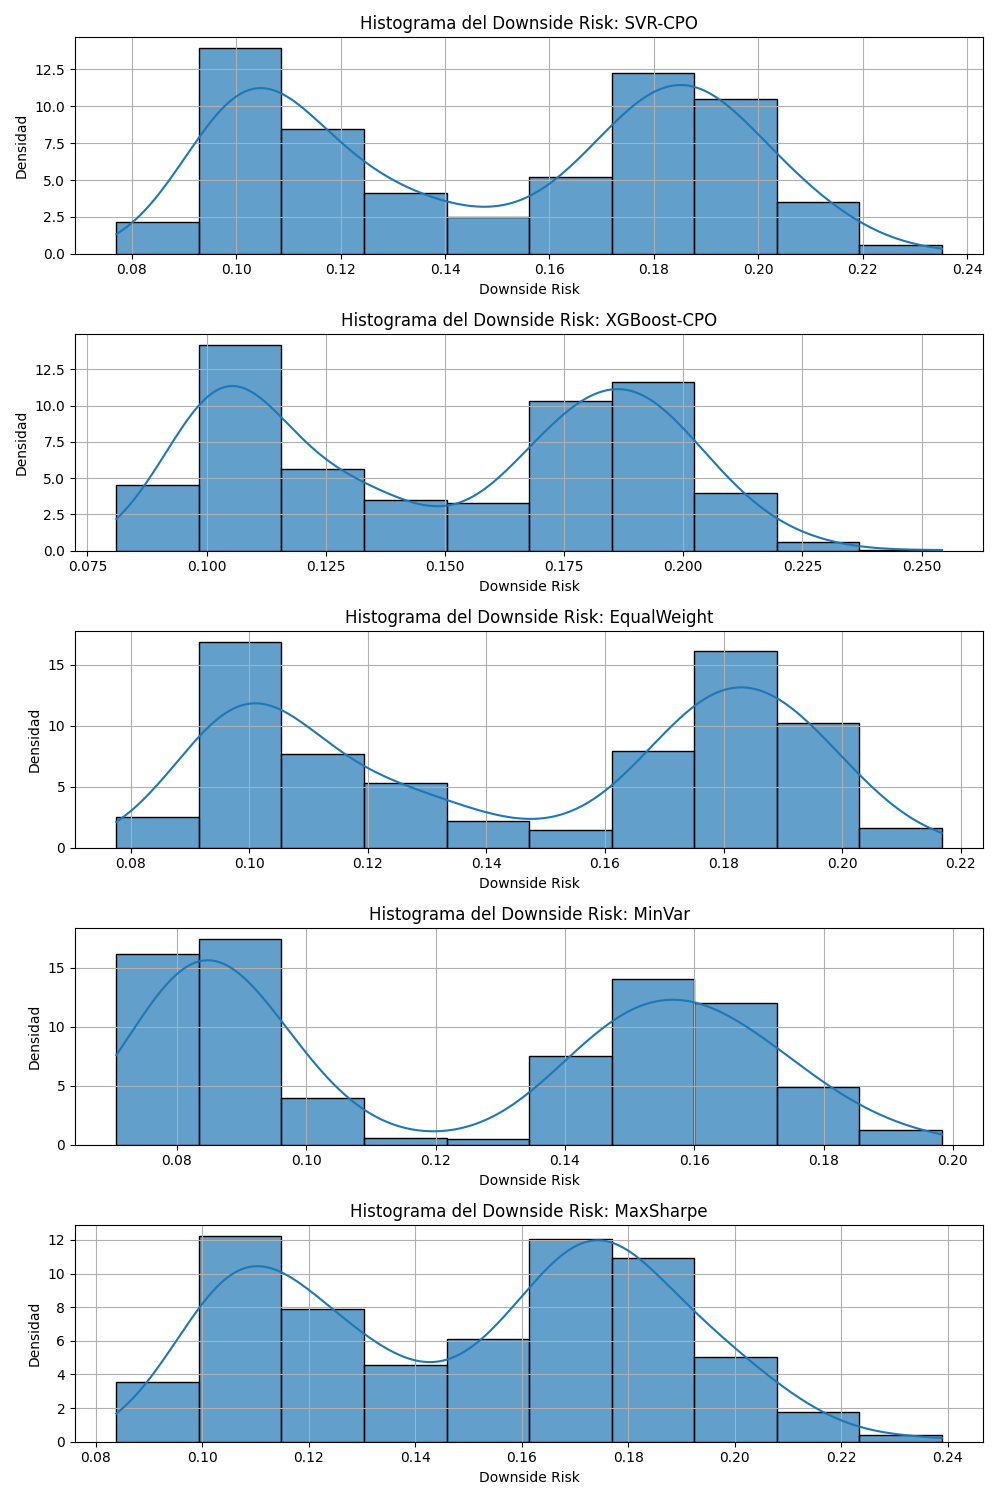 Histograma del Downside Risk: SVR-CPO
Densidad
12.5
10.0
7.5
5.0
2.5
0.0
0.08 0.10 0.12 0.14 0.16 0.18 0.20 0.22 0.24
Downside Risk
Histograma del Downside Risk: XGBoost-CPO
Densidad
12.5
10.0
7.5
5.0
2.5
0.0
0.075 0.100 0.125 0.150 0.175 0.200 0.225 0.250
Downside Risk
Histograma del Downside Risk: EqualWeight
Densidad
15
10
5
0
0.08 0.10 0.12 0.14 0.16 0.18 0.20 0.22
Downside Risk
Histograma del Downside Risk: MinVar
Densidad
15
10
5
0
0.08 0.10 0.12 0.14 0.16 0.18 0.20
Downside Risk
Histograma del Downside Risk: MaxSharpe
Densidad
12
10
8
6
4
2
0
0.08 0.10 0.12 0.14 0.16 0.18 0.20 0.22 0.24
Downside Risk